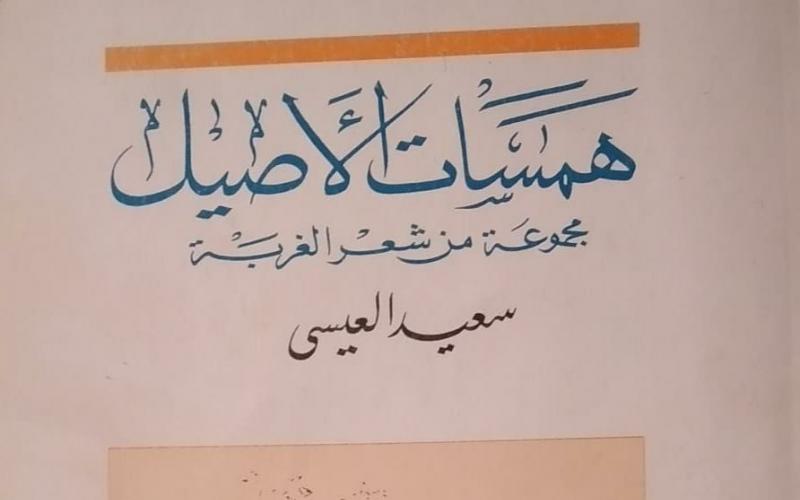 همسات الأصيل
مجموعة من شعر الغربة
سعيد العيسى